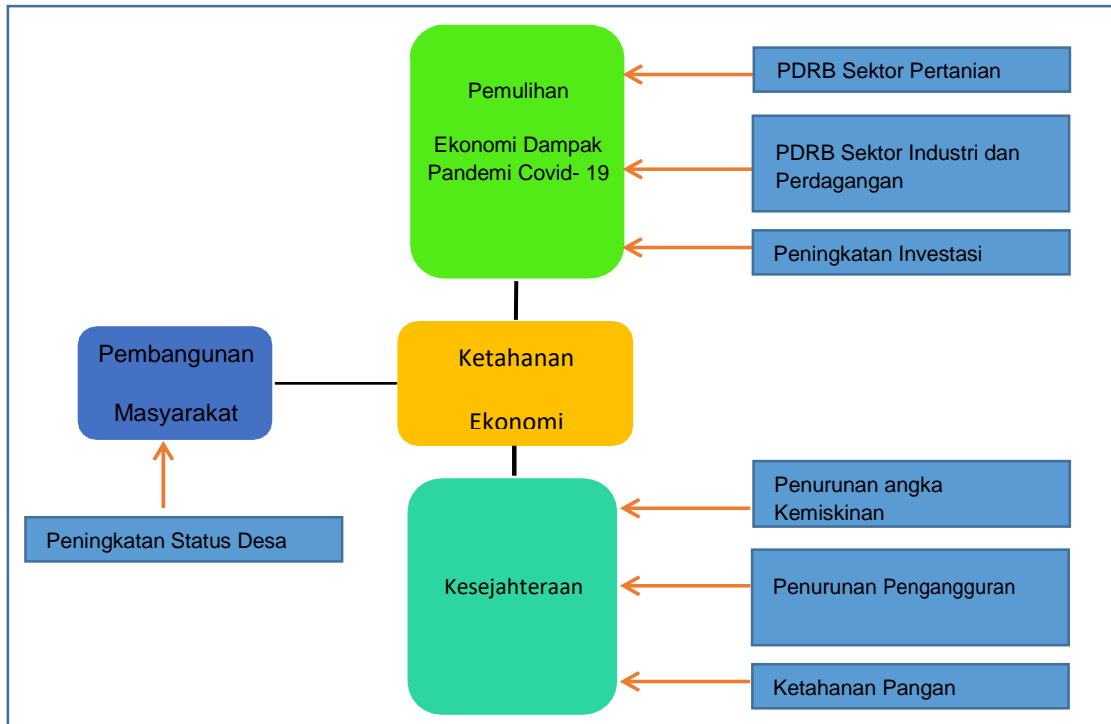 Pemulihan
Ekonomi Dampak
Pandemi Covid- 19
PDRB Sektor Pertanian
PDRB Sektor Industri dan
Perdagangan
Peningkatan Investasi
Pembangunan
Masyarakat
Ketahanan
Ekonomi
Peningkatan Status Desa
Kesejahteraan
Penurunan angka
Kemiskinan
Penurunan Pengangguran
Ketahanan Pangan